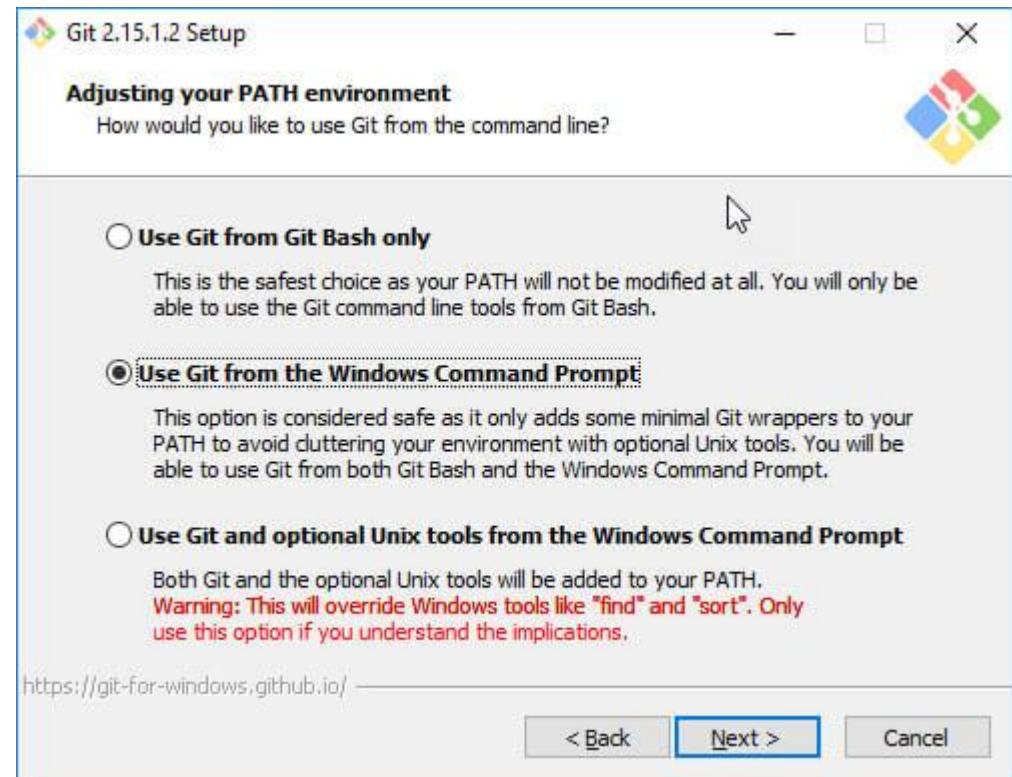 Git 2.15.1.2 Setup
Adjusting your PATH environment
How would you like to use Git from the command line?
Use Git from Git Bash only
This is the safest choice as your PATH will not be modified at all. You will only be
able to use the Git command line tools from Git Bash.
Use Git from the Windows Command Prompt
This option is considered safe as it only adds some minimal Git wrappers to your
PATH to avoid cluttering your environment with optional Unix tools. You will be
able to use Git from both Git Bash and the Windows Command Prompt.
Use Git and optional Unix tools from the Windows Command Prompt
Both Git and the optional Unix tools will be added to your PATH.
Warning: This will override Windows tools like "find" and "sort". Only
use this option if you understand the implications.
https://git-for-windows.github.io/
< Back Next > Cancel